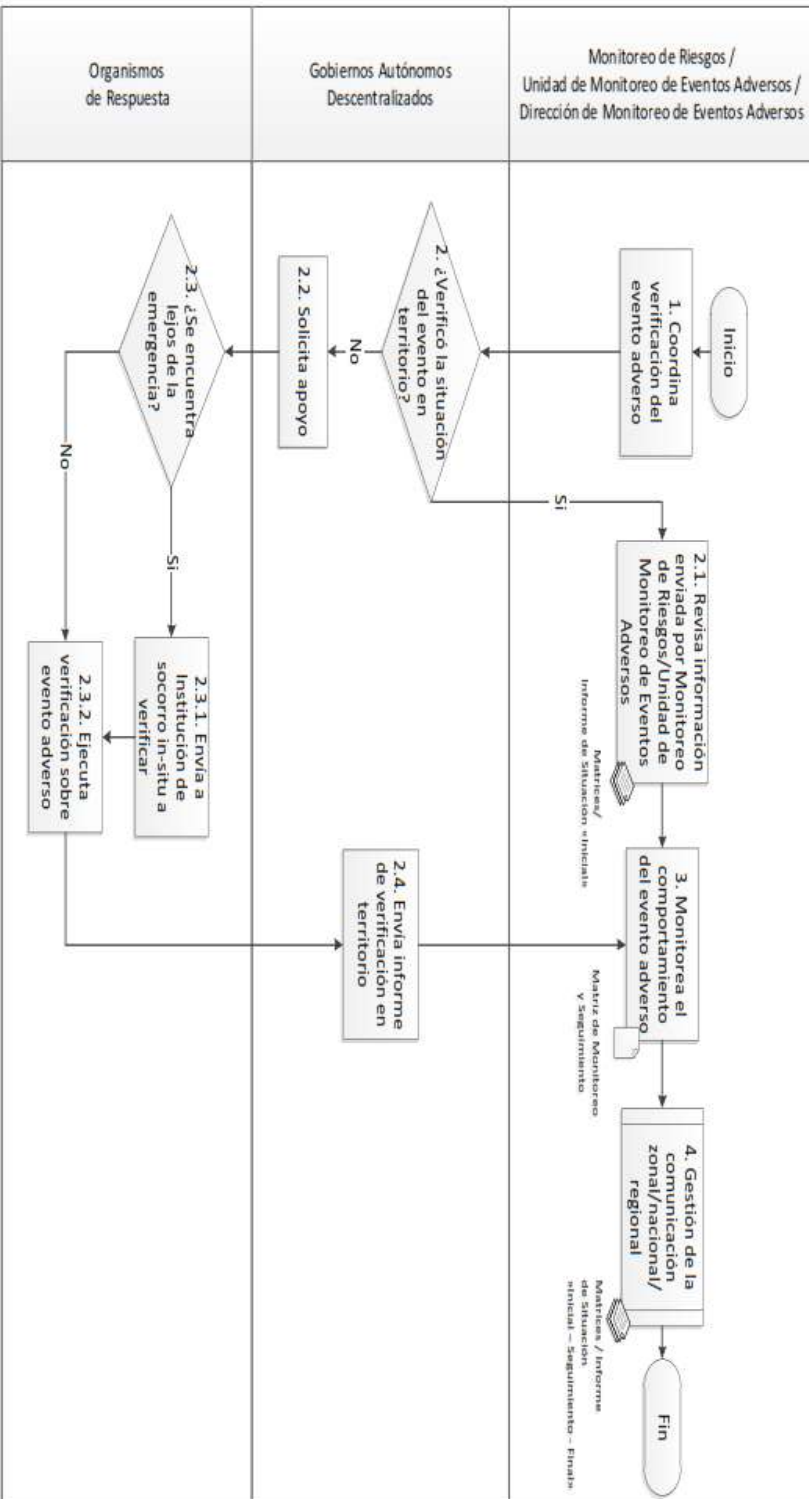 Monitoreo de Riesgos /
Unidad de Monitoreo de Eventos Adversos /
Dirección de Monitoreo de Eventos Adversos
Gobiernos Autónomos
Descentralizados
Organismos
de Respuesta
Inicio
1. Coordina
verificación del
evento adverso
2. ¿Verificó la situación
del evento en
territorio?
Si
No
2.1. Revisa información
enviada por Monitoreo
de Riesgos/Unidad de
Monitoreo de Eventos
Adversos
Matrices/
Informe de Situación «Inicial»
2.2. Solicita apoyo
2.3. ¿Se encuentra
lejos de la
emergencia?
Si
No
2.3.1. Envía a
Institución de
socorro in-situ a
verificar
2.3.2. Ejecuta
verificación sobre
evento adverso
2.4. Envía informe
de verificación en
territorio
3. Monitorea el
comportamiento
del evento adverso
Matriz de Monitoreo
y Seguimiento
4. Gestión de la
comunicación
zonal/nacional/
regional
Matrices / Informe
de Situación
«Inicial – Seguimiento – Final»
Fin